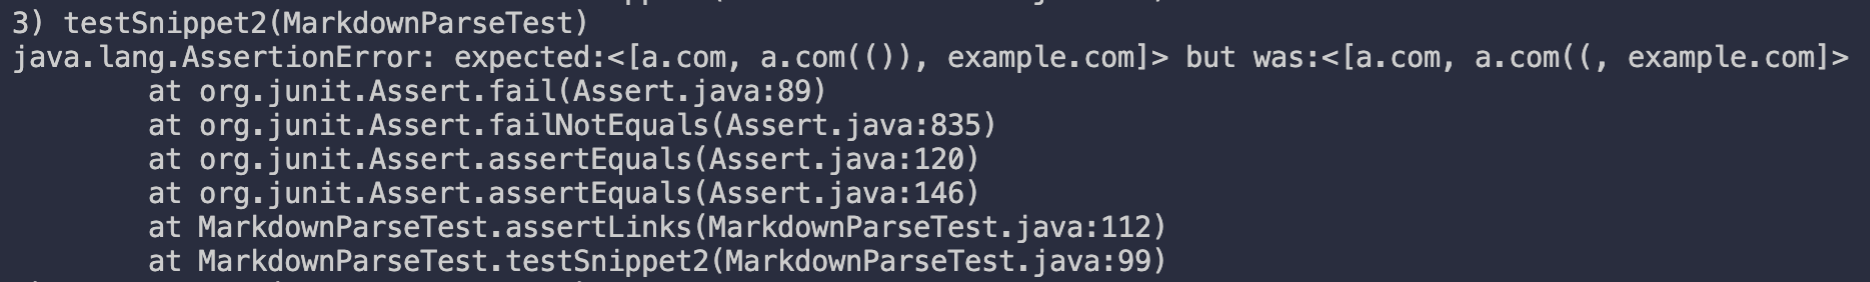 3) testSnippet2(MarkdownParseTest)
java.lang.AssertionError: expected:<[a.com, a.com(()), example.com]> but was:<[a.com, a.com((, example.com]>
        at org.junit.Assert.fail(Assert.java:89)
        at org.junit.Assert.failNotEquals(Assert.java:835)
        at org.junit.Assert.assertEquals(Assert.java:120)
        at org.junit.Assert.assertEquals(Assert.java:146)
        at MarkdownParseTest.assertLinks(MarkdownParseTest.java:112)
        at MarkdownParseTest.testSnippet2(MarkdownParseTest.java:99)